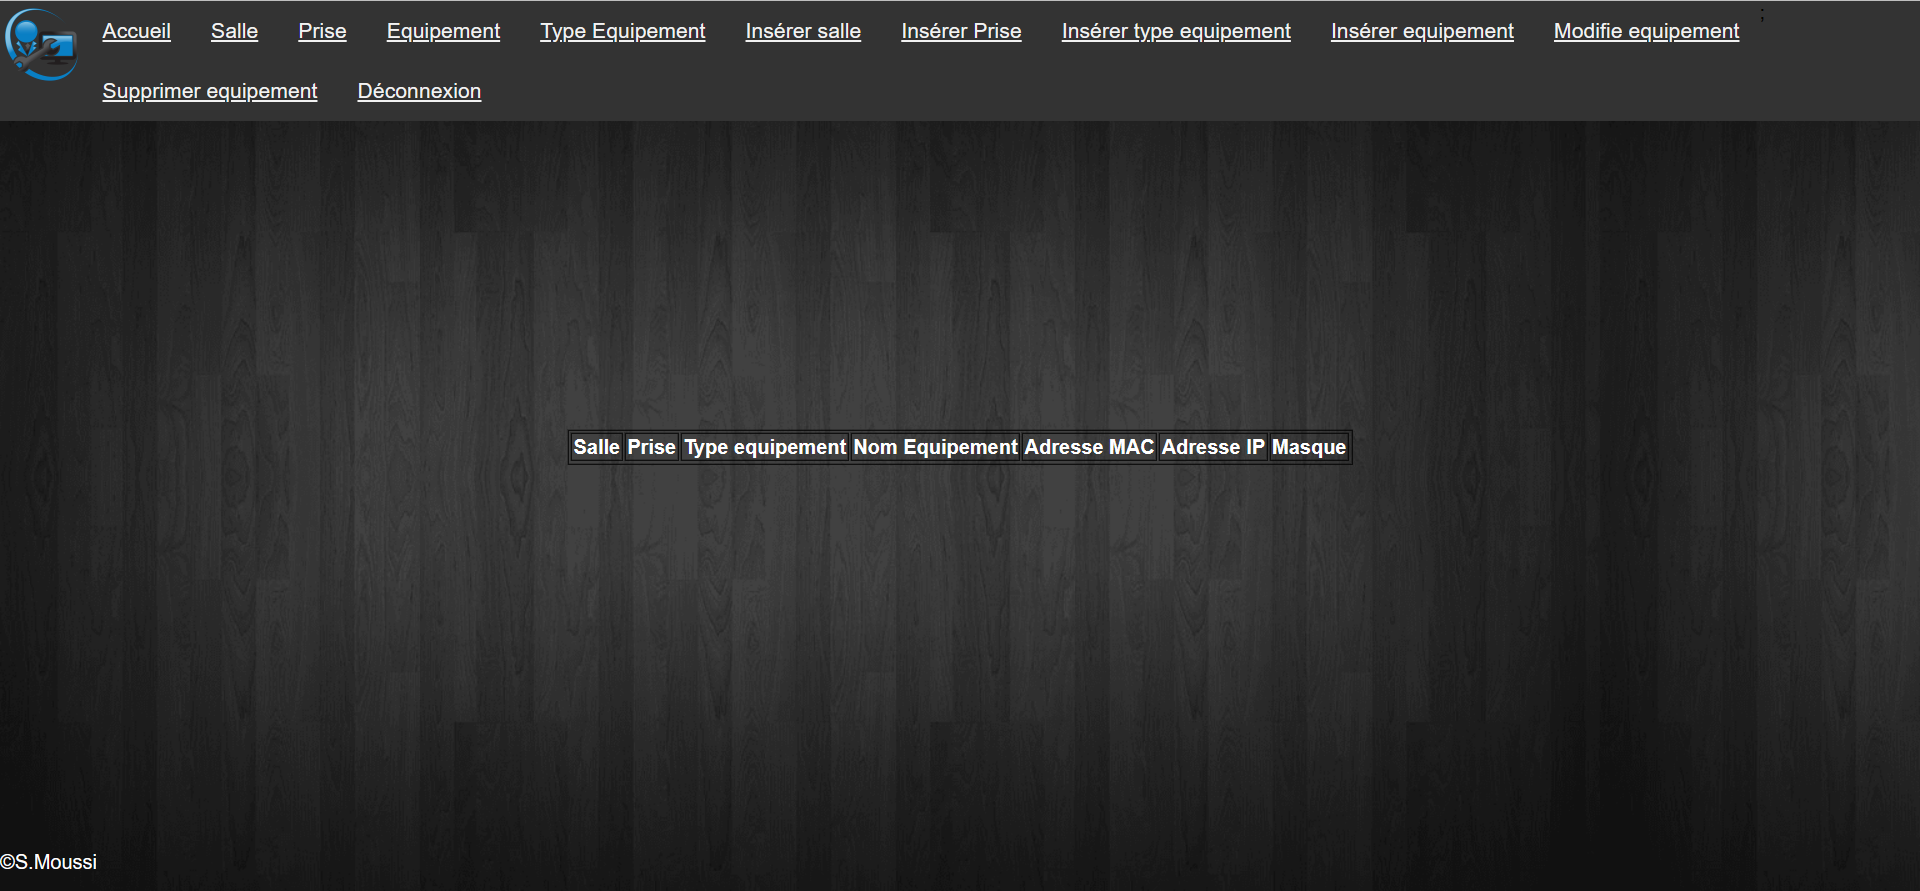 Accueil Salle Prise Equipement Type Equipement Insérer salle Insérer Prise Insérer type equipement Insérer equipement Modifie equipement ;
Supprimer equipement Déconnexion
Salle Prise Type equipement Nom Equipement Adresse MAC Adresse IP Masque
©S.Moussi